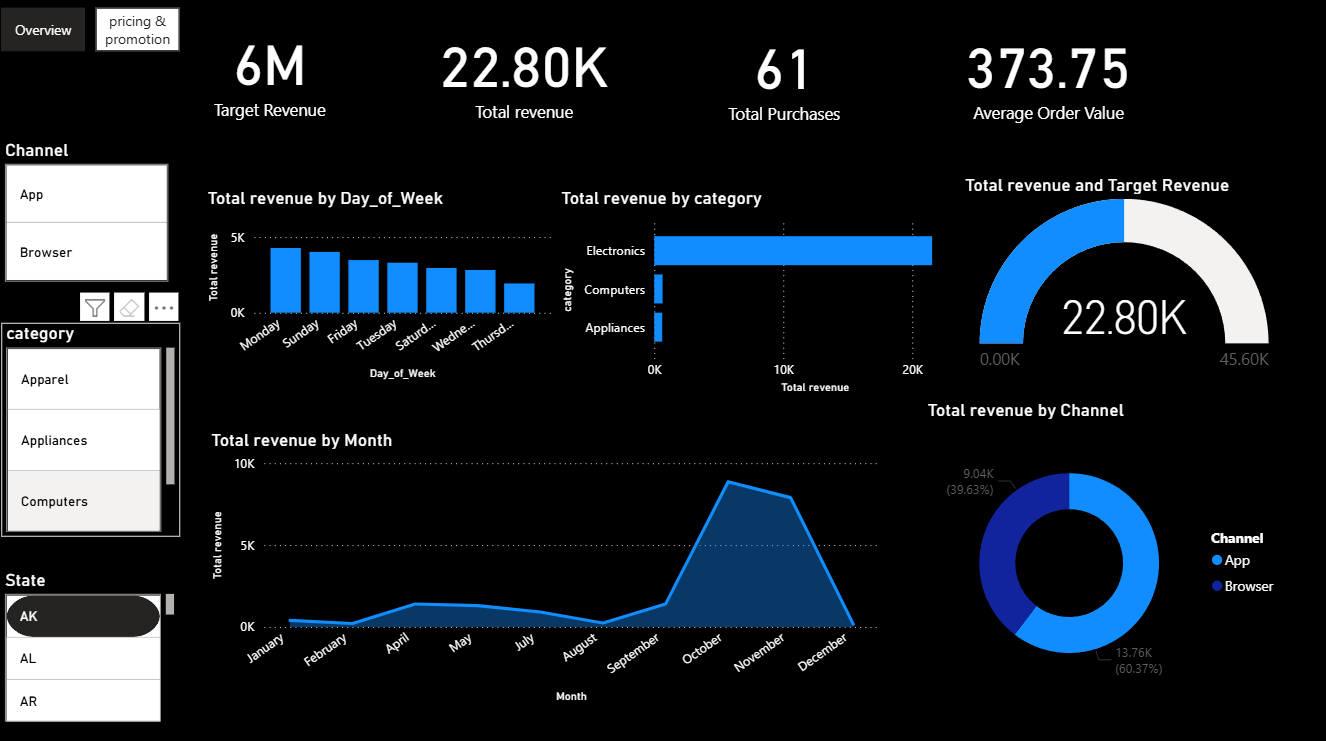 Overview
pricing &
promotion
6M
Target Revenue
22.80K
Total revenue
61
Total Purchases
373.75
Average Order Value
Channel
App
Browser
category
Apparel
Appliances
Computers
State
AK
AL
AR
Total revenue by Day_of_Week
Total revenue
5K
0K
Monday
Sunday
Friday
Tuesday
Saturd...
Wedne...
Thursd...
Day_of_Week
Total revenue by category
category
Electronics
Computers
Appliances
0K
10K
20K
Total revenue
Total revenue and Target Revenue
22.80K
0.00K
45.60K
Total revenue by Month
Total revenue
10K
5K
0K
January
February
April
May
July
August
September
October
November
December
Month
Total revenue by Channel
9.04K
(39.63%)
13.76K
(60.37%)
Channel
App
Browser